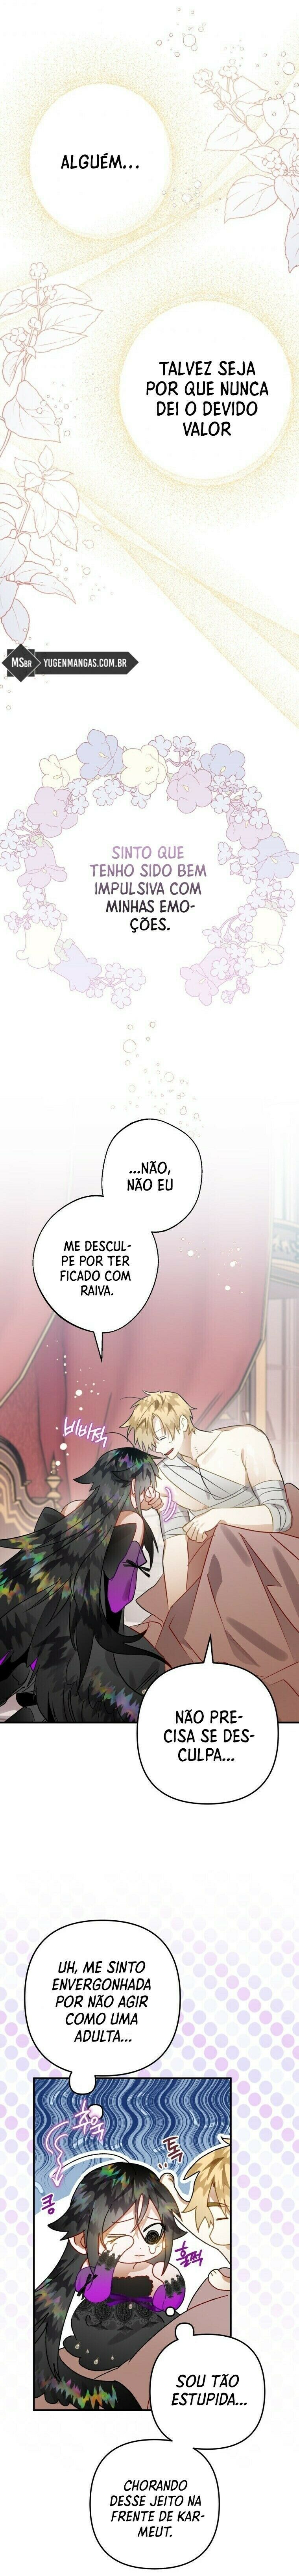 ALGUÉM...
TALVEZ SEJA
POR QUE NUNCA
DEI O DEVIDO
VALOR
MSBR YUGENMANGAS.COM.BR
SINTO QUE
TENHO SIDO BEM
IMPULSIVA COM
MINHAS EMO-
ÇÕES.
...NÃO,
NÃO EU
ME DESCUL-
PE POR TER
FICADO COM
RAIVA.
비비적
NÃO PRE-
CISA SE DES-
CULPA...
UH, ME SINTO
ENVERGONHADA
POR NÃO AGIR
COMO UMA
ADULTA...
톡
킁
훌쩍
SOU TÃO
ESTUPIDA...
CHORANDO
DESSE JEITO NA
FRENTE DE KAR-
MEUT.